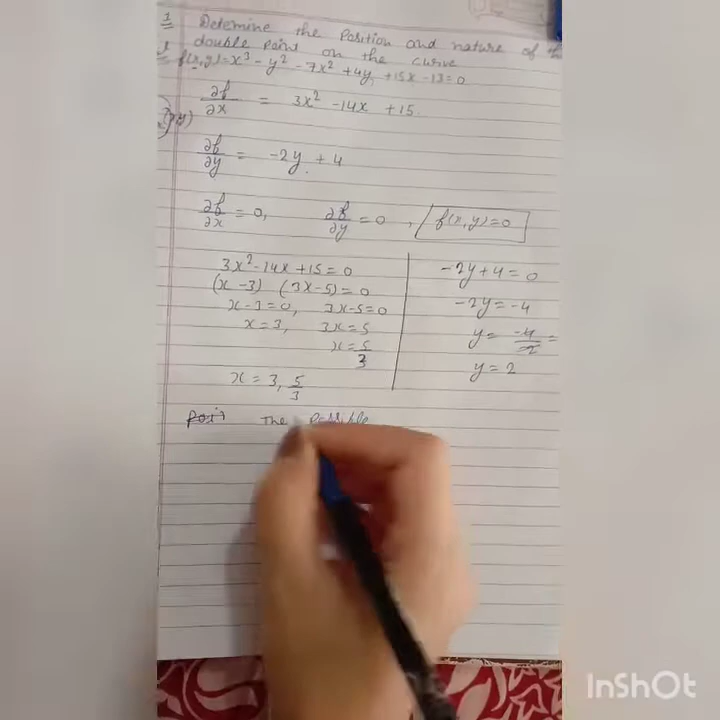 1 Detemine the Position and nature of the
double point on the curve
f(x,y)=x³-y²-7x²+4y+15x-13=0
∂f/∂x = 3x²-14x+15.
∂f/∂y = -2y+4
∂f/∂x = 0, ∂f/∂y = 0, f(x,y)=0
3x²-14x+15=0 -2y+4=0
(x-3) (3x-5)=0 -2y=-4
x-3=0, 3x-5=0 y= -4/-2 =
x=3, 3x=5 y=2
x=5/3
x=3, 5/3
The Possible
InShOt